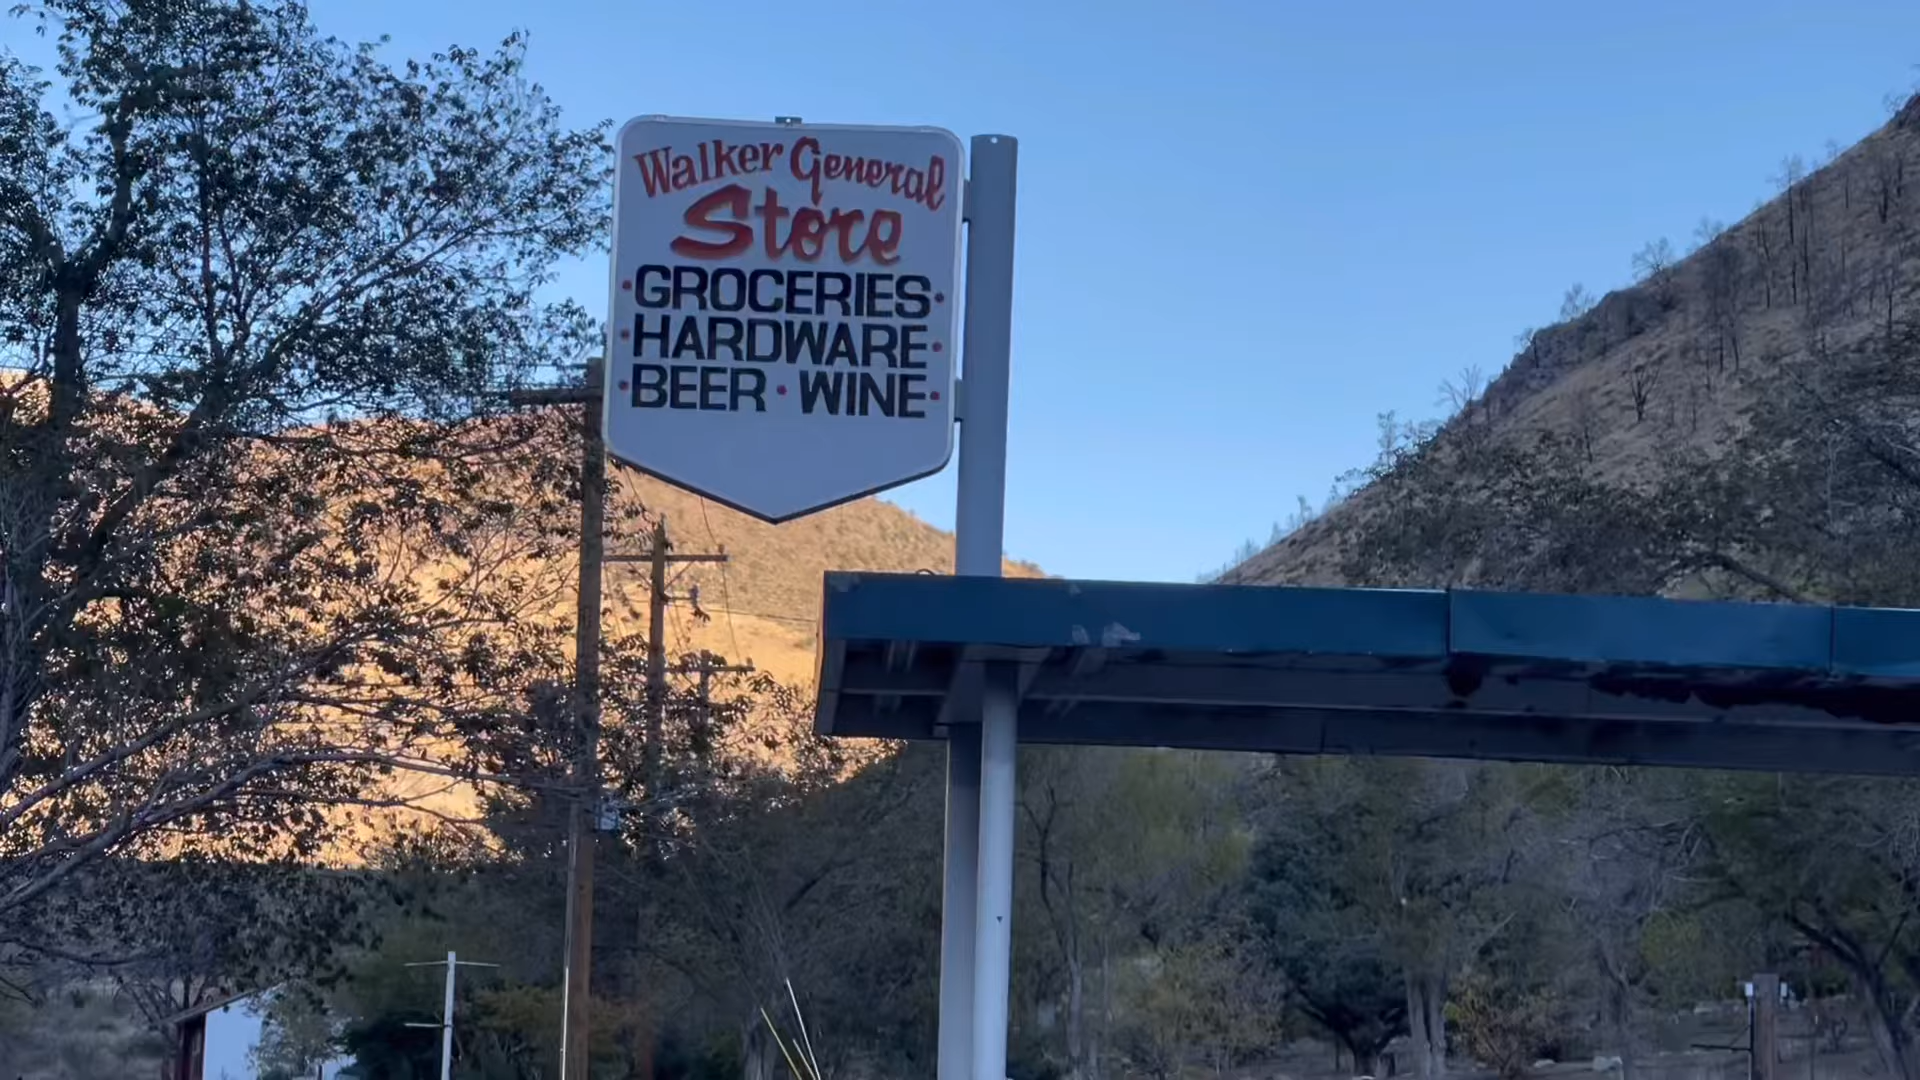 Walker General
Store
• GROCERIES •
• HARDWARE •
• BEER • WINE •